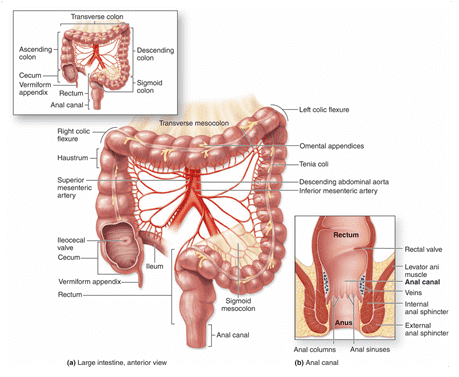 Transverse colon
Ascending
colon
Descending
colon
Cecum
Vermiform
appendix
Rectum
Anal canal
Sigmoid
colon
Left colic flexure
Transverse mesocolon
Right colic
flexure
Omental appendices
Haustrum
Tenia coli
Superior
mesenteric
artery
Descending abdominal aorta
Inferior mesenteric artery
Ileocecal
valve
Cecum
Ileum
Vermiform appendix
Rectum
Sigmoid
mesocolon
Anal canal
(a) Large intestine, anterior view
Rectum
Rectal valve
Levator ani
muscle
Anal canal
Veins
Internal
anal sphincter
External
anal sphincter
Anus
Anal columns
Anal sinuses
(b) Anal canal